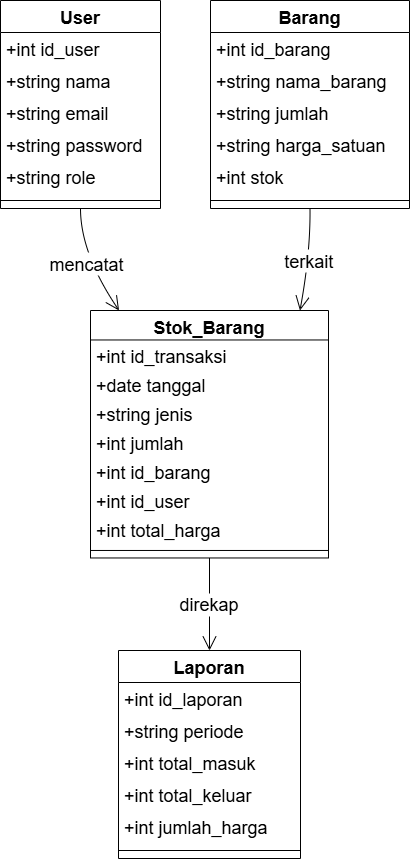 User
+int id_user
+string nama
+string email
+string password
+string role
Barang
+int id_barang
+string nama_barang
+string jumlah
+string harga_satuan
+int stok
mencatat
terkait
Stok_Barang
+int id_transaksi
+date tanggal
+string jenis
+int jumlah
+int id_barang
+int id_user
+int total_harga
direkap
Laporan
+int id_laporan
+string periode
+int total_masuk
+int total_keluar
+int jumlah_harga